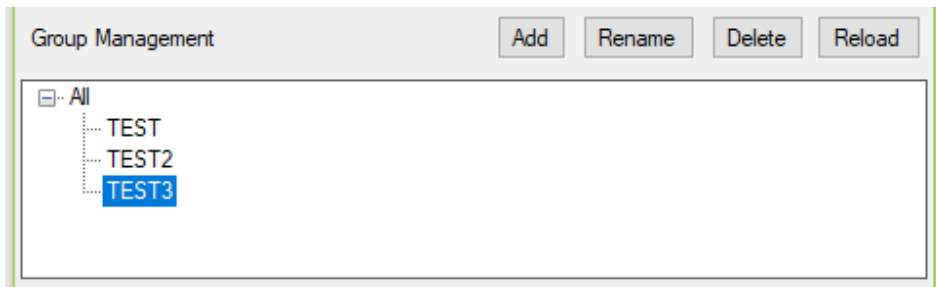 Group Management Add Rename Delete Reload
All
TEST
TEST2
TEST3